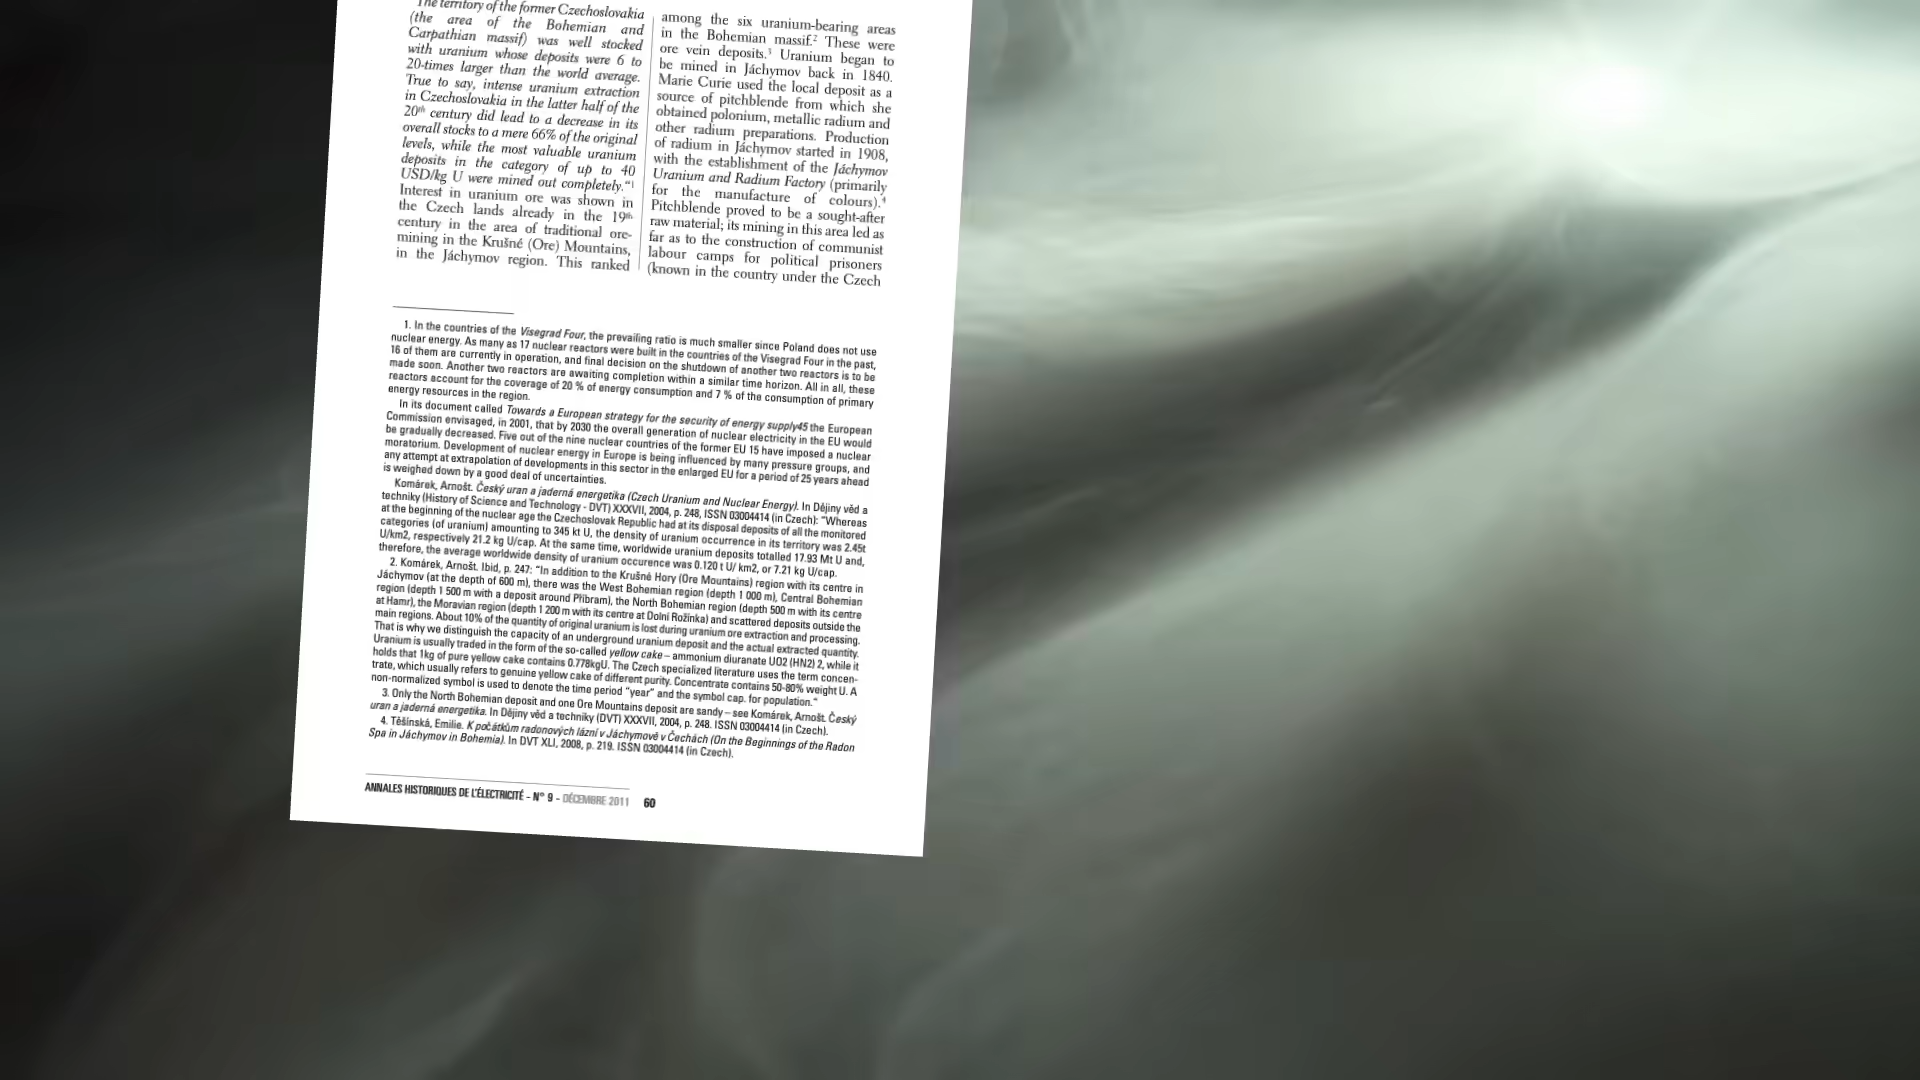 The territory of the former Czechoslovakia
(the area of the Bohemian and
Carpathian massif) was well stocked
with uranium whose deposits were 6 to
20-times larger than the world average.
True to say, intense uranium extraction
in Czechoslovakia in the latter half of the
20th century did lead to a decrease in its
overall stocks to a mere 66% of the original
levels, while the most valuable uranium
deposits in the category of up to 40
USD/kg U were mined out completely.“1
Interest in uranium ore was shown in
the Czech lands already in the 19th
century in the area of traditional ore-
mining in the Krušné (Ore) Mountains,
in the Jáchymov region. This ranked
among the six uranium-bearing areas
in the Bohemian massif.2 These were
ore vein deposits.3 Uranium began to
be mined in Jáchymov back in 1840.
Marie Curie used the local deposit as a
source of pitchblende from which she
obtained polonium, metallic radium and
other radium preparations. Production
of radium in Jáchymov started in 1908,
with the establishment of the Jáchymov
Uranium and Radium Factory (primarily
for the manufacture of colours).4
Pitchblende proved to be a sought-after
raw material; its mining in this area led as
far as to the construction of communist
labour camps for political prisoners
(known in the country under the Czech
1. In the countries of the Visegrad Four, the prevailing ratio is much smaller since Poland does not use
nuclear energy. As many as 17 nuclear reactors were built in the countries of the Visegrad Four in the past,
16 of them are currently in operation, and final decision on the shutdown of another two reactors is to be
made soon. Another two reactors are awaiting completion within a similar time horizon. All in all, these
reactors account for the coverage of 20 % of energy consumption and 7 % of the consumption of primary
energy resources in the region.
In its document called Towards a European strategy for the security of energy supply45 the European
Commission envisaged, in 2001, that by 2030 the overall generation of nuclear electricity in the EU would
be gradually decreased. Five out of the nine nuclear countries of the former EU 15 have imposed a nuclear
moratorium. Development of nuclear energy in Europe is being influenced by many pressure groups, and
any attempt at extrapolation of developments in this sector in the enlarged EU for a period of 25 years ahead
is weighed down by a good deal of uncertainties.
Komárek, Arnošt. Český uran a jaderná energetika (Czech Uranium and Nuclear Energy). In Dějiny věd a
techniky (History of Science and Technology - DVT) XXXVII, 2004, p. 248, ISSN 03004414 (in Czech): “Whereas
at the beginning of the nuclear age the Czechoslovak Republic had at its disposal deposits of all the monitored
categories (of uranium) amounting to 345 kt U, the density of uranium occurrence in its territory was 2.45t
U/km2, respectively 21.2 kg U/cap. At the same time, worldwide uranium deposits totalled 17.93 Mt U and,
therefore, the average worldwide density of uranium occurence was 0.120 t U/ km2, or 7.21 kg U/cap.
2. Komárek, Arnošt. Ibid, p. 247: “In addition to the Krušné Hory (Ore Mountains) region with its centre in
Jáchymov (at the depth of 600 m), there was the West Bohemian region (depth 1 000 m), Central Bohemian
region (depth 1 500 m with a deposit around Příbram), the North Bohemian region (depth 500 m with its centre
at Hamr), the Moravian region (depth 1 200 m with its centre at Dolní Rožínka) and scattered deposits outside the
main regions. About 10% of the quantity of original uranium is lost during uranium ore extraction and processing.
That is why we distinguish the capacity of an underground uranium deposit and the actual extracted quantity.
Uranium is usually traded in the form of the so-called yellow cake – ammonium diuranate UO2 (HN2) 2, while it
holds that 1kg of pure yellow cake contains 0.778kgU. The Czech specialized literature uses the term concen-
trate, which usually refers to genuine yellow cake of different purity. Concentrate contains 50-80% weight U. A
non-normalized symbol is used to denote the time period “year” and the symbol cap. for population.“
3. Only the North Bohemian deposit and one Ore Mountains deposit are sandy – see Komárek, Arnošt. Český
uran a jaderná energetika. In Dějiny věd a techniky (DVT) XXXVII, 2004, p. 248. ISSN 03004414 (in Czech).
4. Těšínská, Emilie. K počátkům radonových lázní v Jáchymově v Čechách (On the Beginnings of the Radon
Spa in Jáchymov in Bohemia). In DVT XLI, 2008, p. 219. ISSN 03004414 (in Czech).
ANNALES HISTORIQUES DE L'ÉLECTRICITÉ - N° 9 - DÉCEMBRE 2011 60